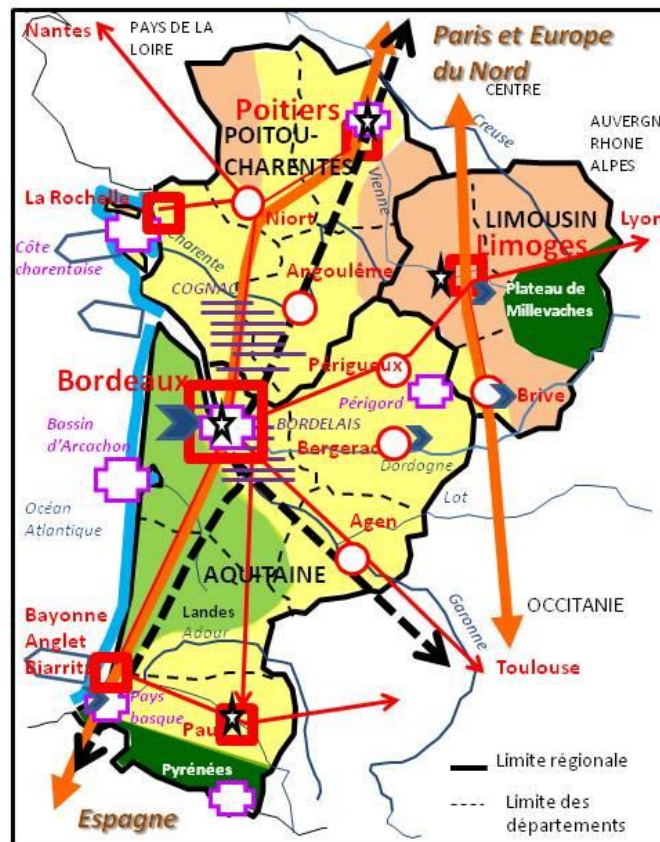 Nantes
PAYS DE LA
LOIRE
Paris et Europe
du Nord
CENTRE
Creuse
AUVERGN
RHONE
ALPES
Poitiers
POITOU-
CHARENTES
Vienne
La Rochelle
Niort
LIMOUSIN
Lyon
Limoges
Côte
charentaise
Charente
Angoulême
Plateau de
Millevaches
COGNAC
Périgueux
Bordeaux
Périgord
Brive
Bassin
d'Arcachon
BORDELAIS
Bergerac
Dordogne
Lot
Océan
Atlantique
Agen
AQUITAINE
Garonne
OCCITANIE
Bayonne
Anglet
Biarrit
Landes
Adour
Toulouse
Pays
basque
Pau
Pyrénées
Espagne
Limite régionale
Limite des
départements